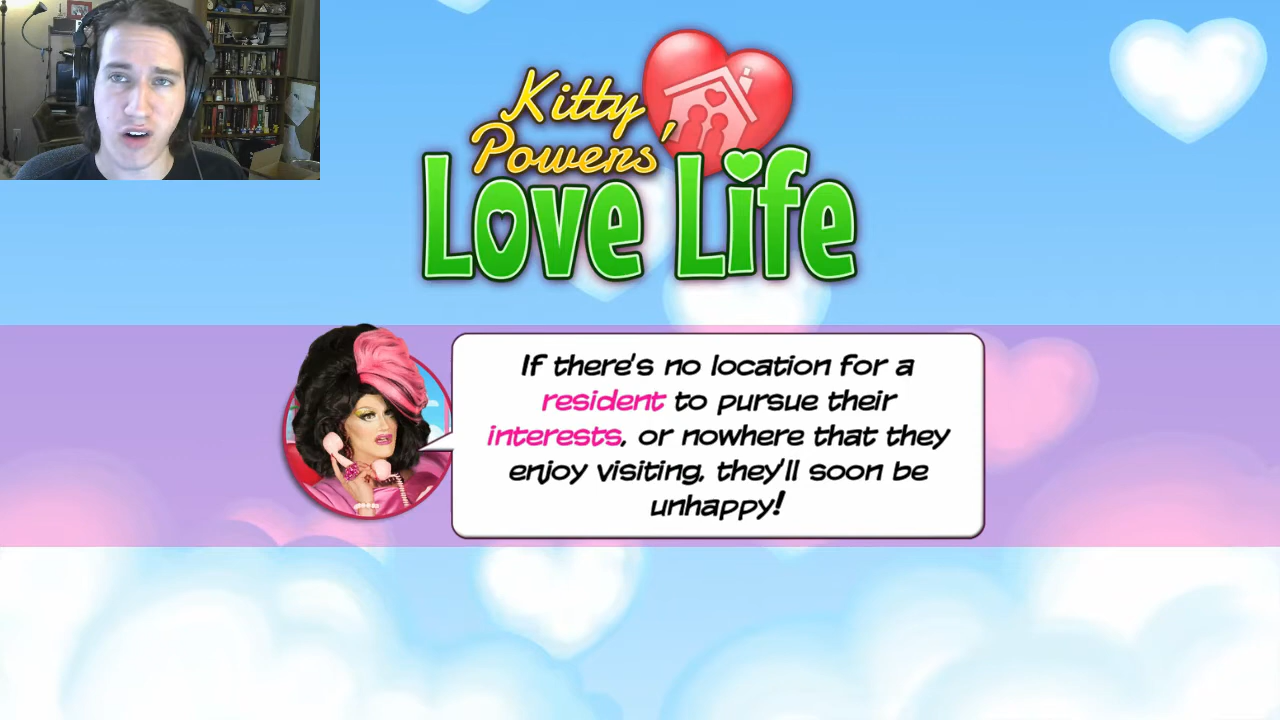 Kitty
Powers'
Love Life
If there's no location for a
resident to pursue their
interests, or nowhere that they
enjoy visiting, they'll soon be
unhappy!